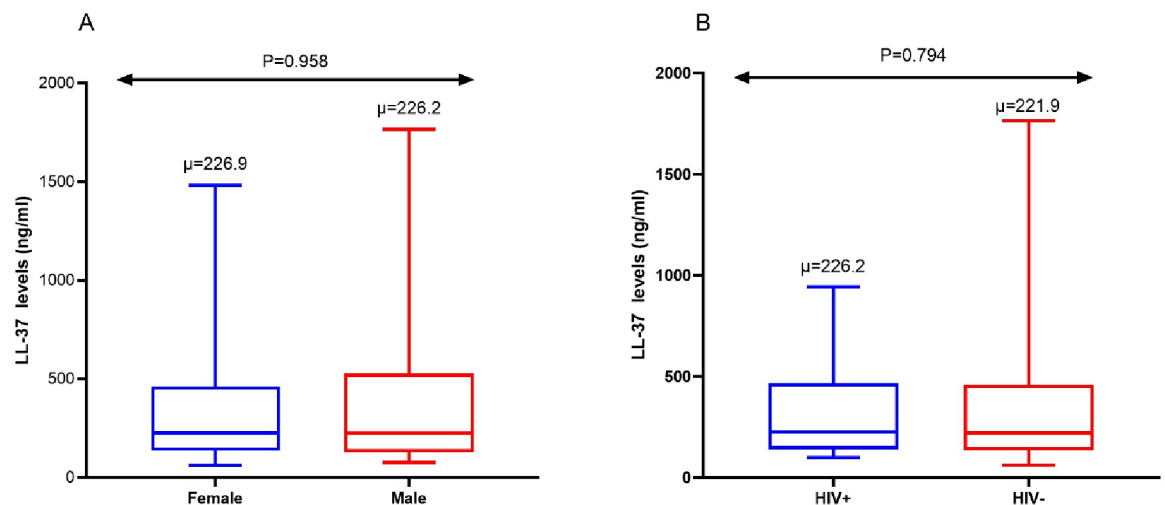 A
P=0.958
2000
μ=226.2
μ=226.9
1500
1000
500
0
LL-37 levels (ng/ml)
Female
Male
B
P=0.794
2000
μ=221.9
1500
μ=226.2
1000
500
0
LL-37 levels (ng/ml)
HIV+
HIV-